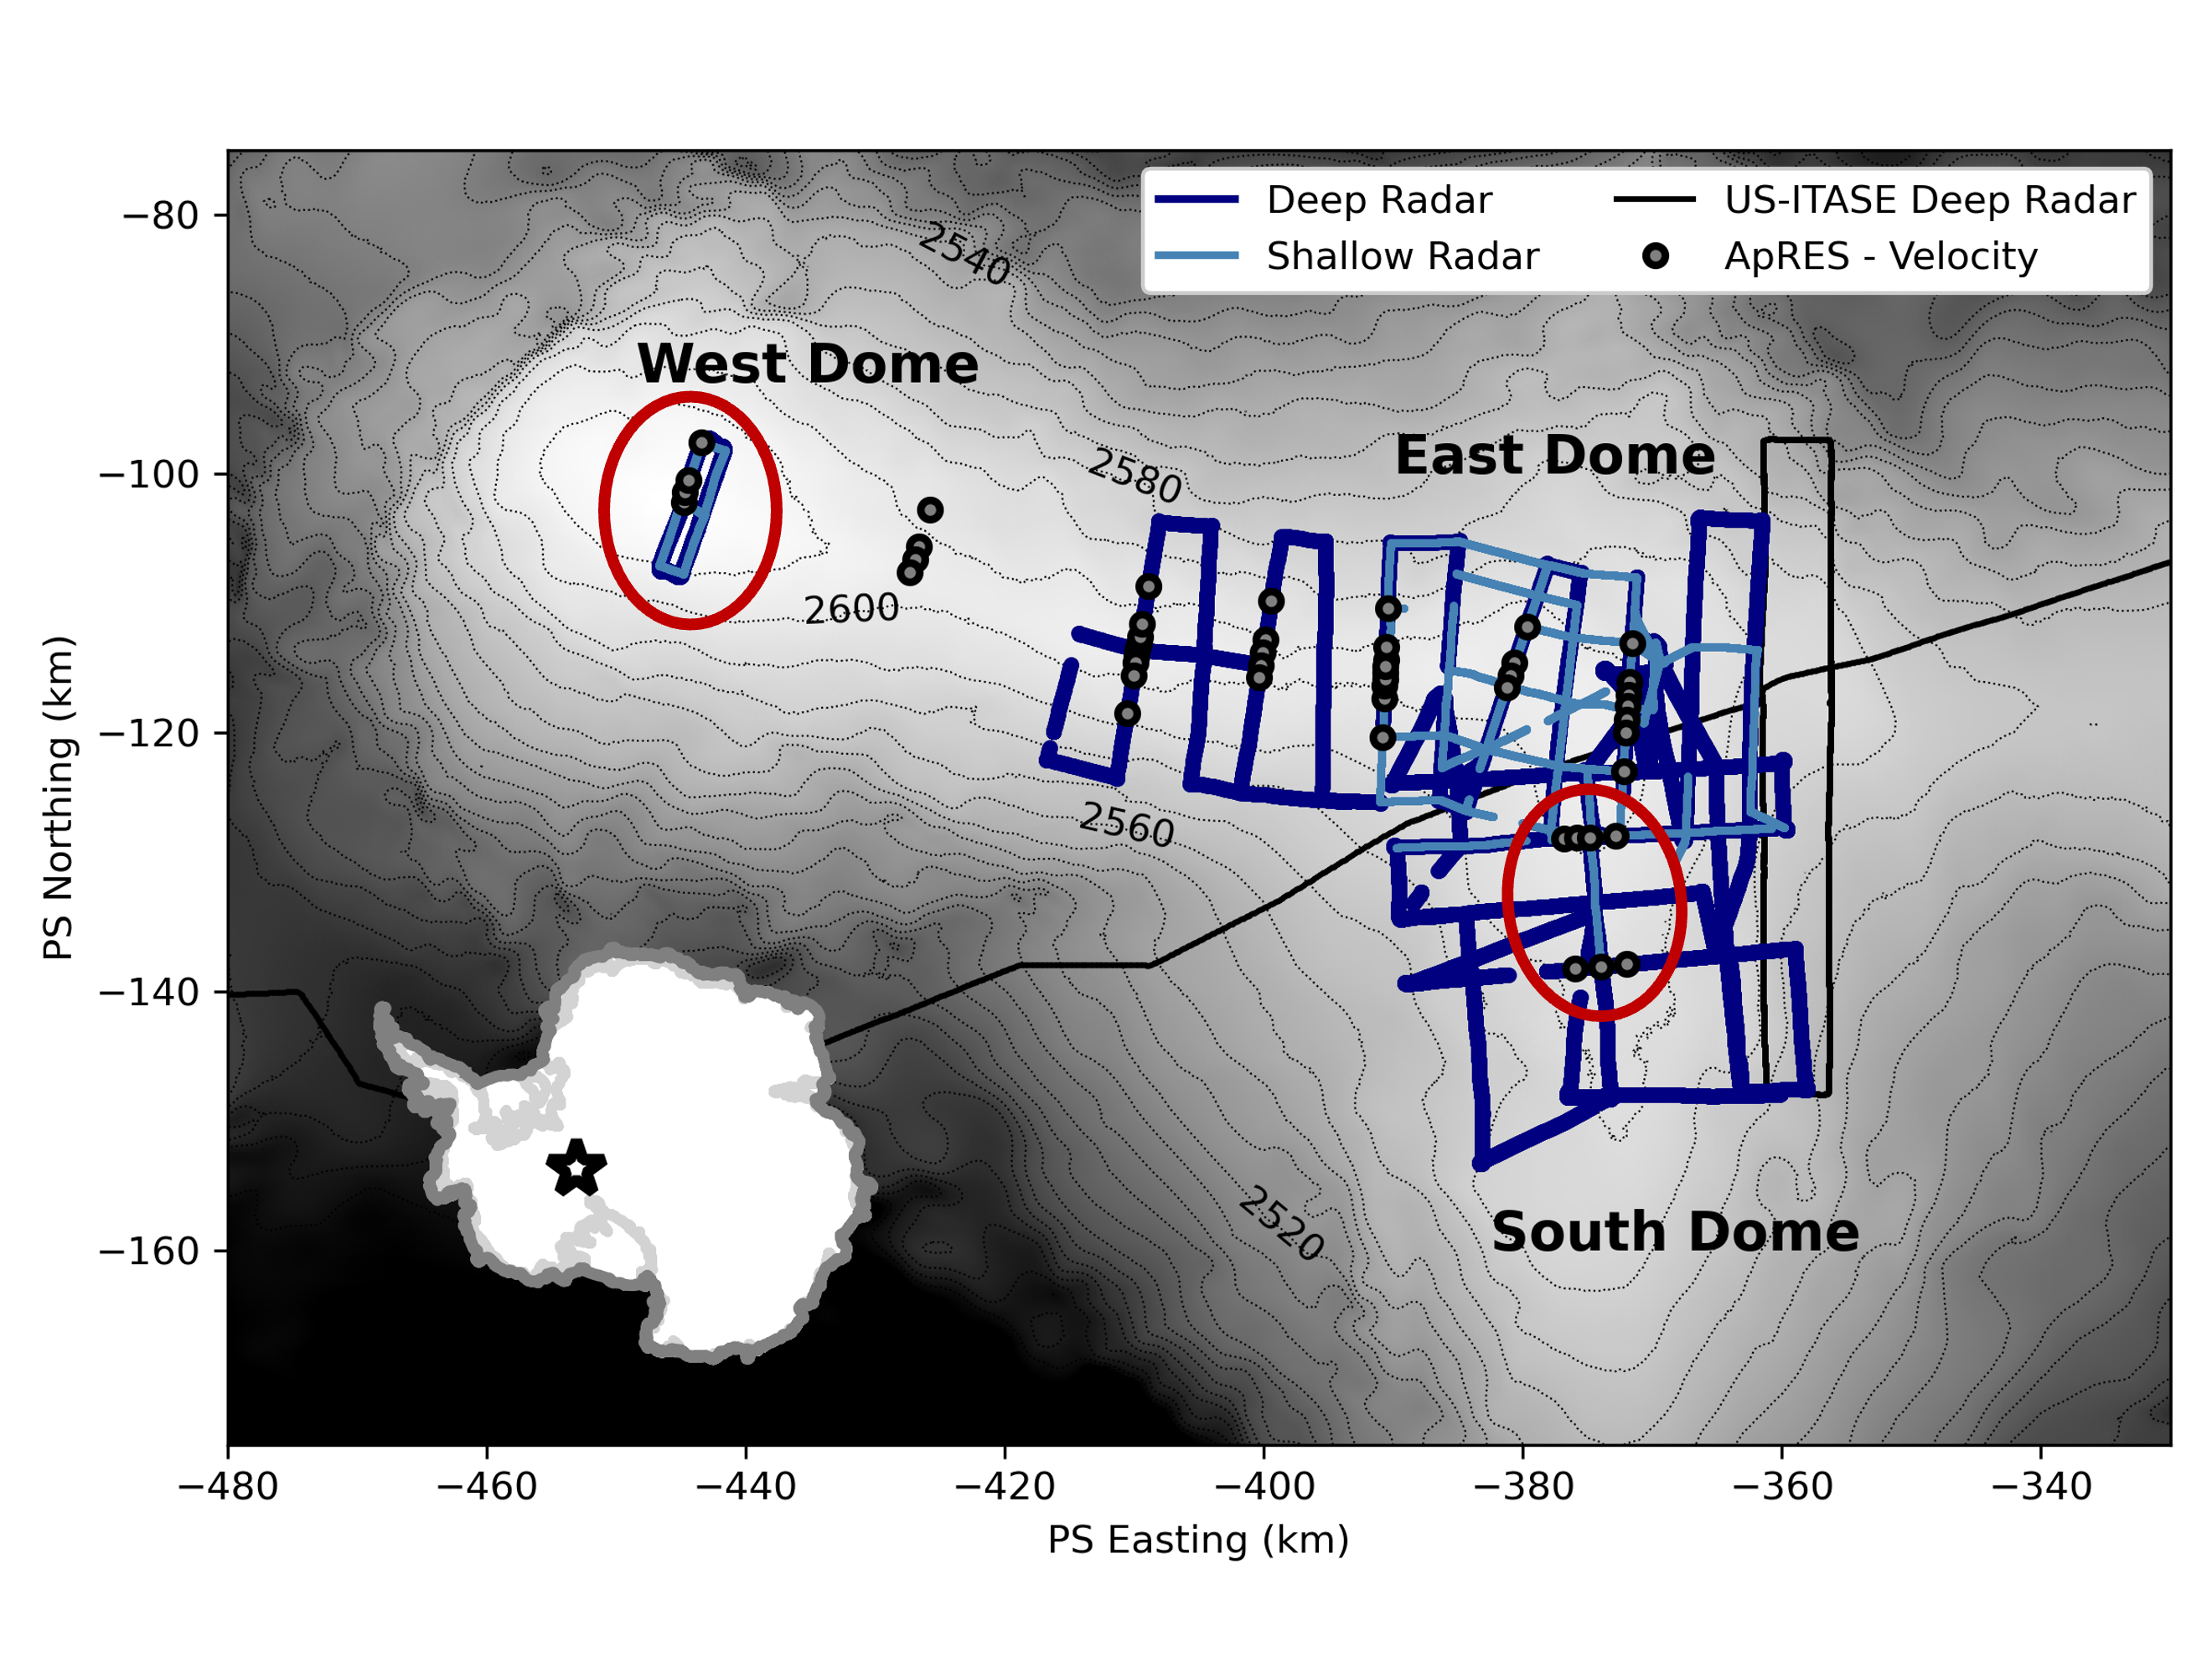 Deep Radar
Shallow Radar
US-ITASE Deep Radar
ApRES - Velocity
2540
West Dome
East Dome
2580
2600
2560
2520
South Dome
−80
−100
−120
−140
−160
PS Northing (km)
−480
−460
−440
−420
−400
−380
−360
−340
PS Easting (km)